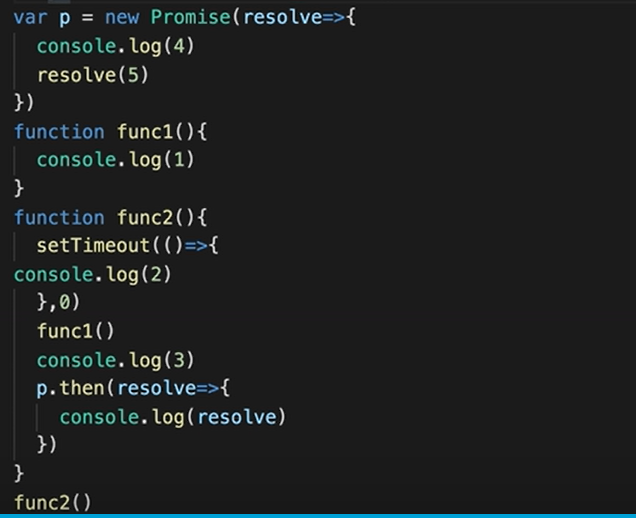 var p = new Promise(resolve=>{
  console.log(4)
  resolve(5)
})
function func1(){
  console.log(1)
}
function func2(){
  setTimeout(()=>{
console.log(2)
  },0)
  func1()
  console.log(3)
  p.then(resolve=>{
    console.log(resolve)
  })
}
func2()